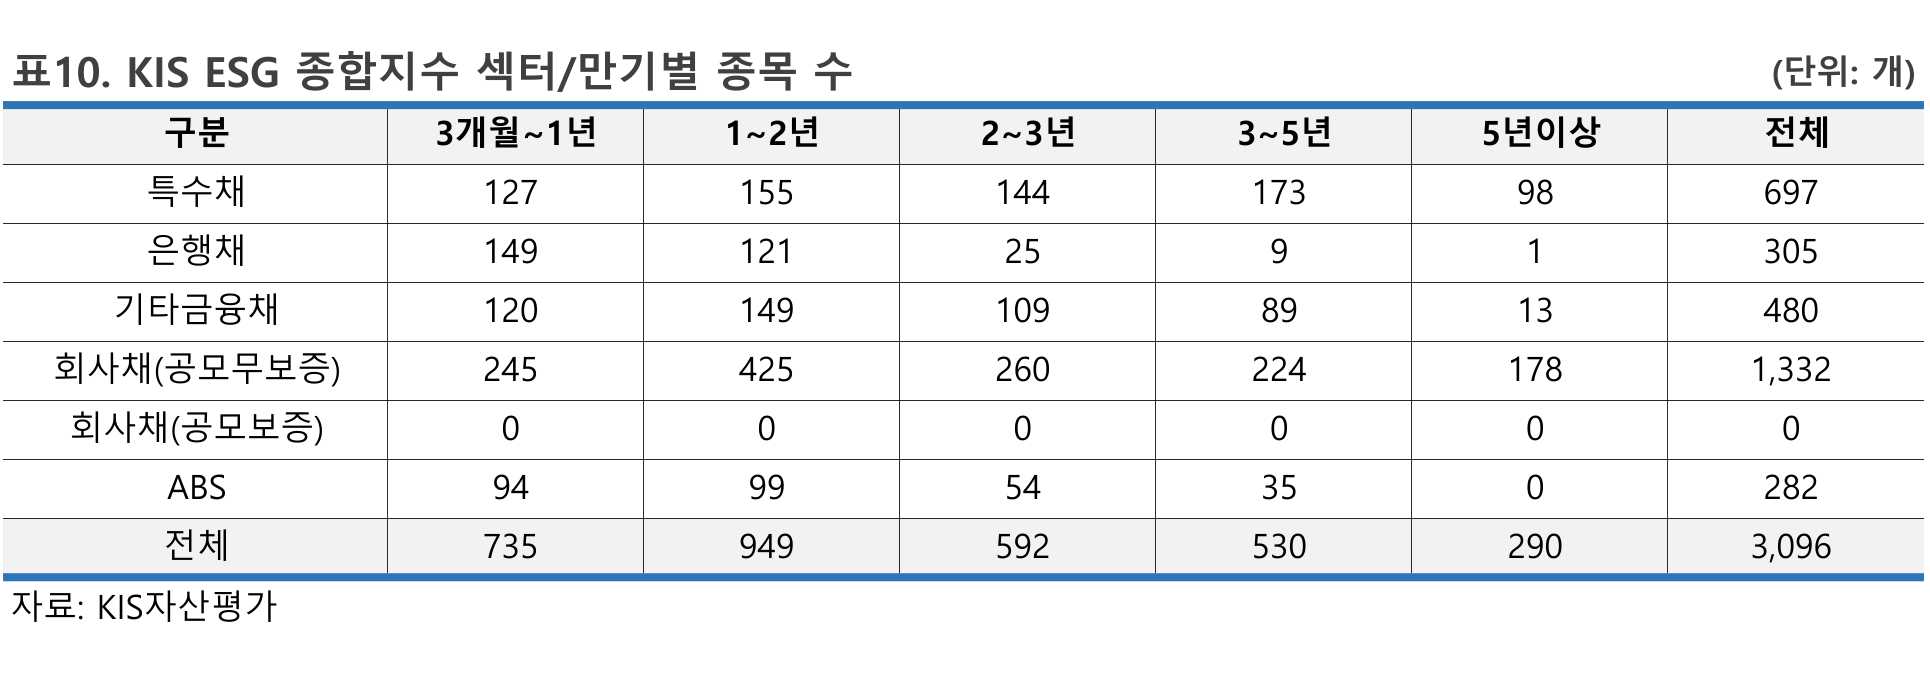 표10. KIS ESG 종합지수 섹터/만기별 종목 수 (단위: 개)
구분 3개월~1년 1~2년 2~3년 3~5년 5년이상 전체
특수채 127 155 144 173 98 697
은행채 149 121 25 9 1 305
기타금융채 120 149 109 89 13 480
회사채(공모무보증) 245 425 260 224 178 1,332
회사채(공모보증) 0 0 0 0 0 0
ABS 94 99 54 35 0 282
전체 735 949 592 530 290 3,096
자료: KIS자산평가